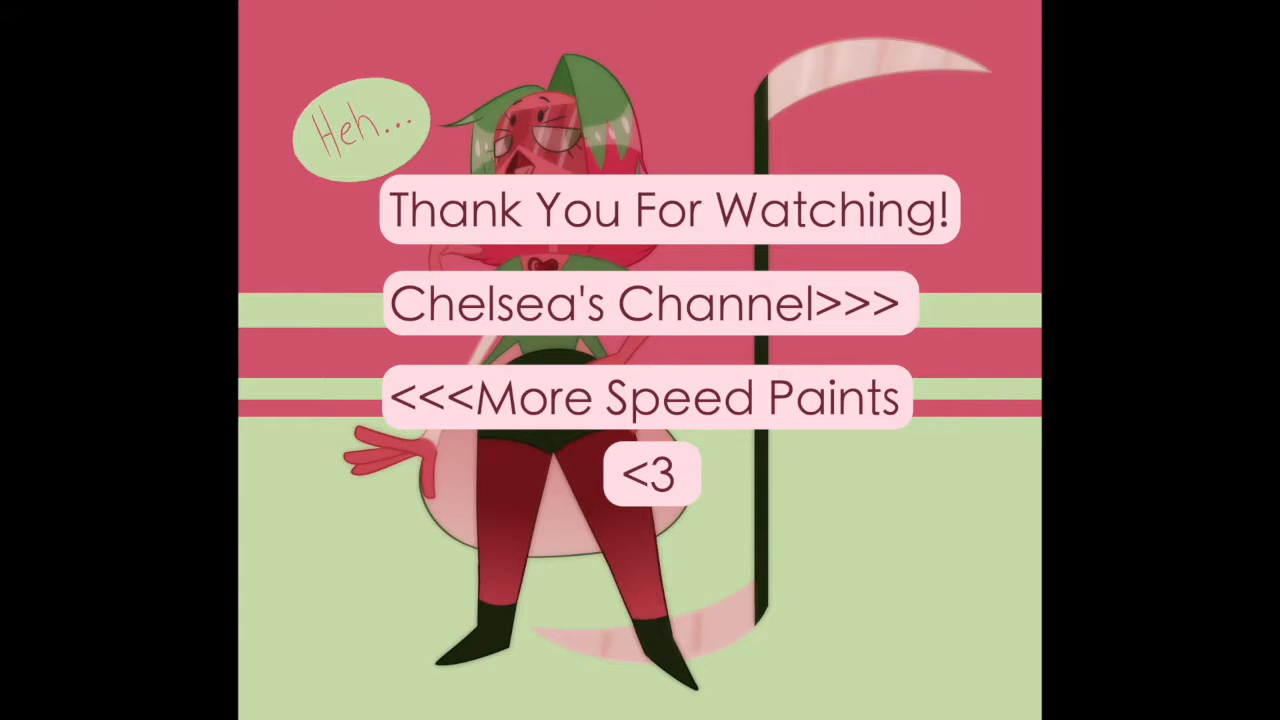 Heh...
Thank You For Watching!
Chelsea's Channel>>>
<<<More Speed Paints
<3